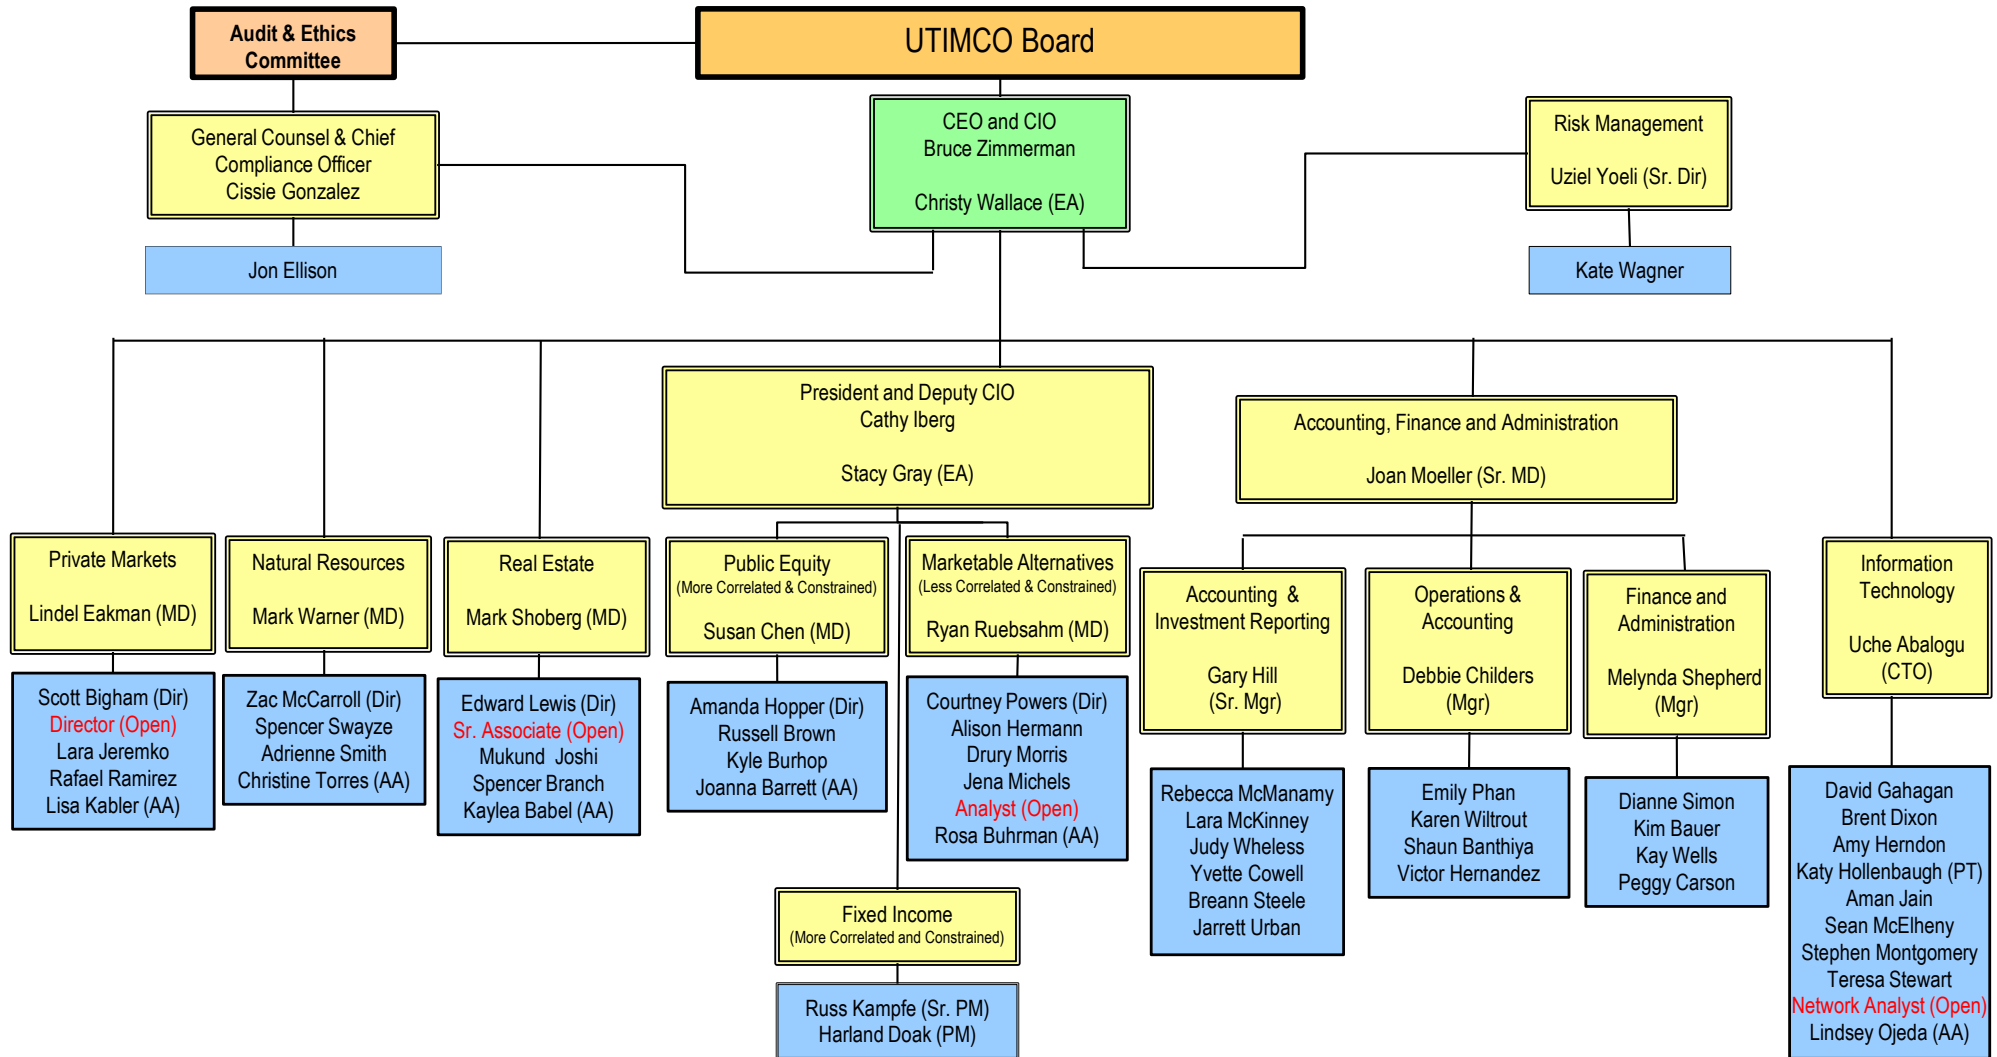 Audit & Ethics
Committee
UTIMCO Board
General Counsel & Chief
Compliance Officer
Cissie Gonzalez
CEO and CIO
Bruce Zimmerman
Christy Wallace (EA)
Risk Management
Uziel Yoeli (Sr. Dir)
Jon Ellison
Kate Wagner
President and Deputy CIO
Cathy Iberg
Stacy Gray (EA)
Accounting, Finance and Administration
Joan Moeller (Sr. MD)
Private Markets
Lindel Eakman (MD)
Natural Resources
Mark Warner (MD)
Real Estate
Mark Shoberg (MD)
Public Equity
(More Correlated & Constrained)
Susan Chen (MD)
Marketable Alternatives
(Less Correlated & Constrained)
Ryan Ruebsahm (MD)
Accounting &
Investment Reporting
Gary Hill
(Sr. Mgr)
Operations &
Accounting
Debbie Childers
(Mgr)
Finance and
Administration
Melynda Shepherd
(Mgr)
Information
Technology
Uche Abalogu
(CTO)
Scott Bigham (Dir)
Director (Open)
Lara Jeremko
Rafael Ramirez
Lisa Kabler (AA)
Zac McCarroll (Dir)
Spencer Swayze
Adrienne Smith
Christine Torres (AA)
Edward Lewis (Dir)
Sr. Associate (Open)
Mukund Joshi
Spencer Branch
Kaylea Babel (AA)
Amanda Hopper (Dir)
Russell Brown
Kyle Burhop
Joanna Barrett (AA)
Courtney Powers (Dir)
Alison Hermann
Drury Morris
Jena Michels
Analyst (Open)
Rosa Buhrman (AA)
Rebecca McManamy
Lara McKinney
Judy Wheless
Yvette Cowell
Breann Steele
Jarrett Urban
Emily Phan
Karen Wiltrout
Shaun Banthiya
Victor Hernandez
Dianne Simon
Kim Bauer
Kay Wells
Peggy Carson
David Gahagan
Brent Dixon
Amy Herndon
Katy Hollenbaugh (PT)
Aman Jain
Sean McElheny
Stephen Montgomery
Teresa Stewart
Network Analyst (Open)
Lindsey Ojeda (AA)
Fixed Income
(More Correlated and Constrained)
Russ Kampfe (Sr. PM)
Harland Doak (PM)